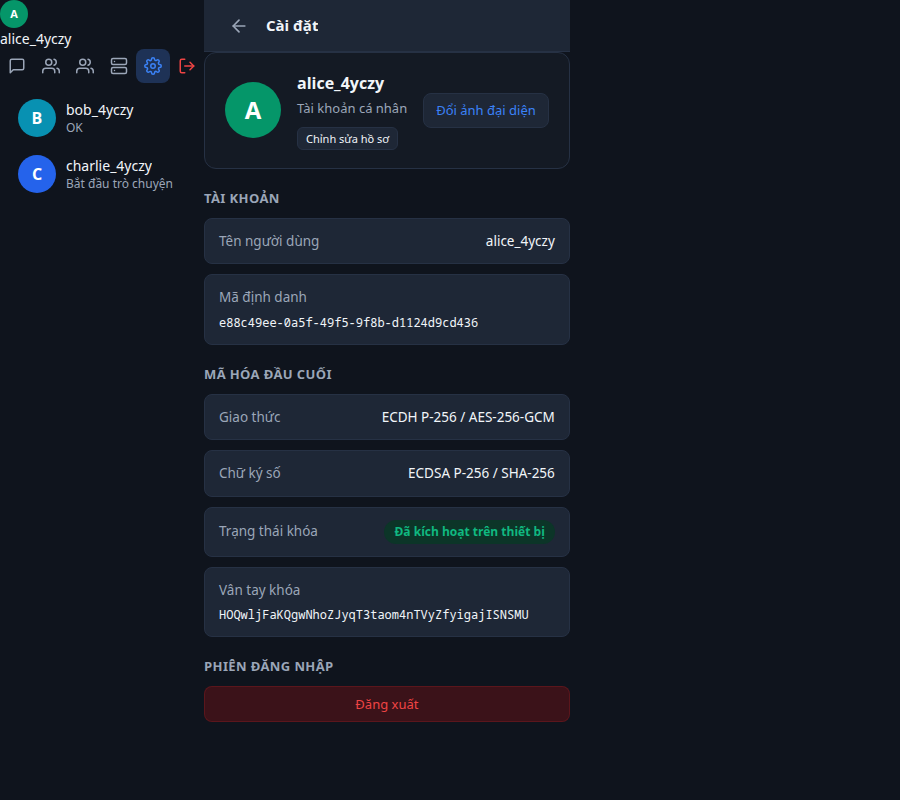 A
alice_4yczy
B
bob_4yczy
OK
C
charlie_4yczy
Bắt đầu trò chuyện
Cài đặt
A
alice_4yczy
Tài khoản cá nhân
Chỉnh sửa hồ sơ
Đổi ảnh đại diện
TÀI KHOẢN
Tên người dùng alice_4yczy
Mã định danh
e88c49ee-0a5f-49f5-9f8b-d1124d9cd436
MÃ HÓA ĐẦU CUỐI
Giao thức ECDH P-256 / AES-256-GCM
Chữ ký số ECDSA P-256 / SHA-256
Trạng thái khóa Đã kích hoạt trên thiết bị
Vân tay khóa
HOQwljFaKQgwNhoZJyqT3taom4nTVyZfyigajISNSMU
PHIÊN ĐĂNG NHẬP
Đăng xuất